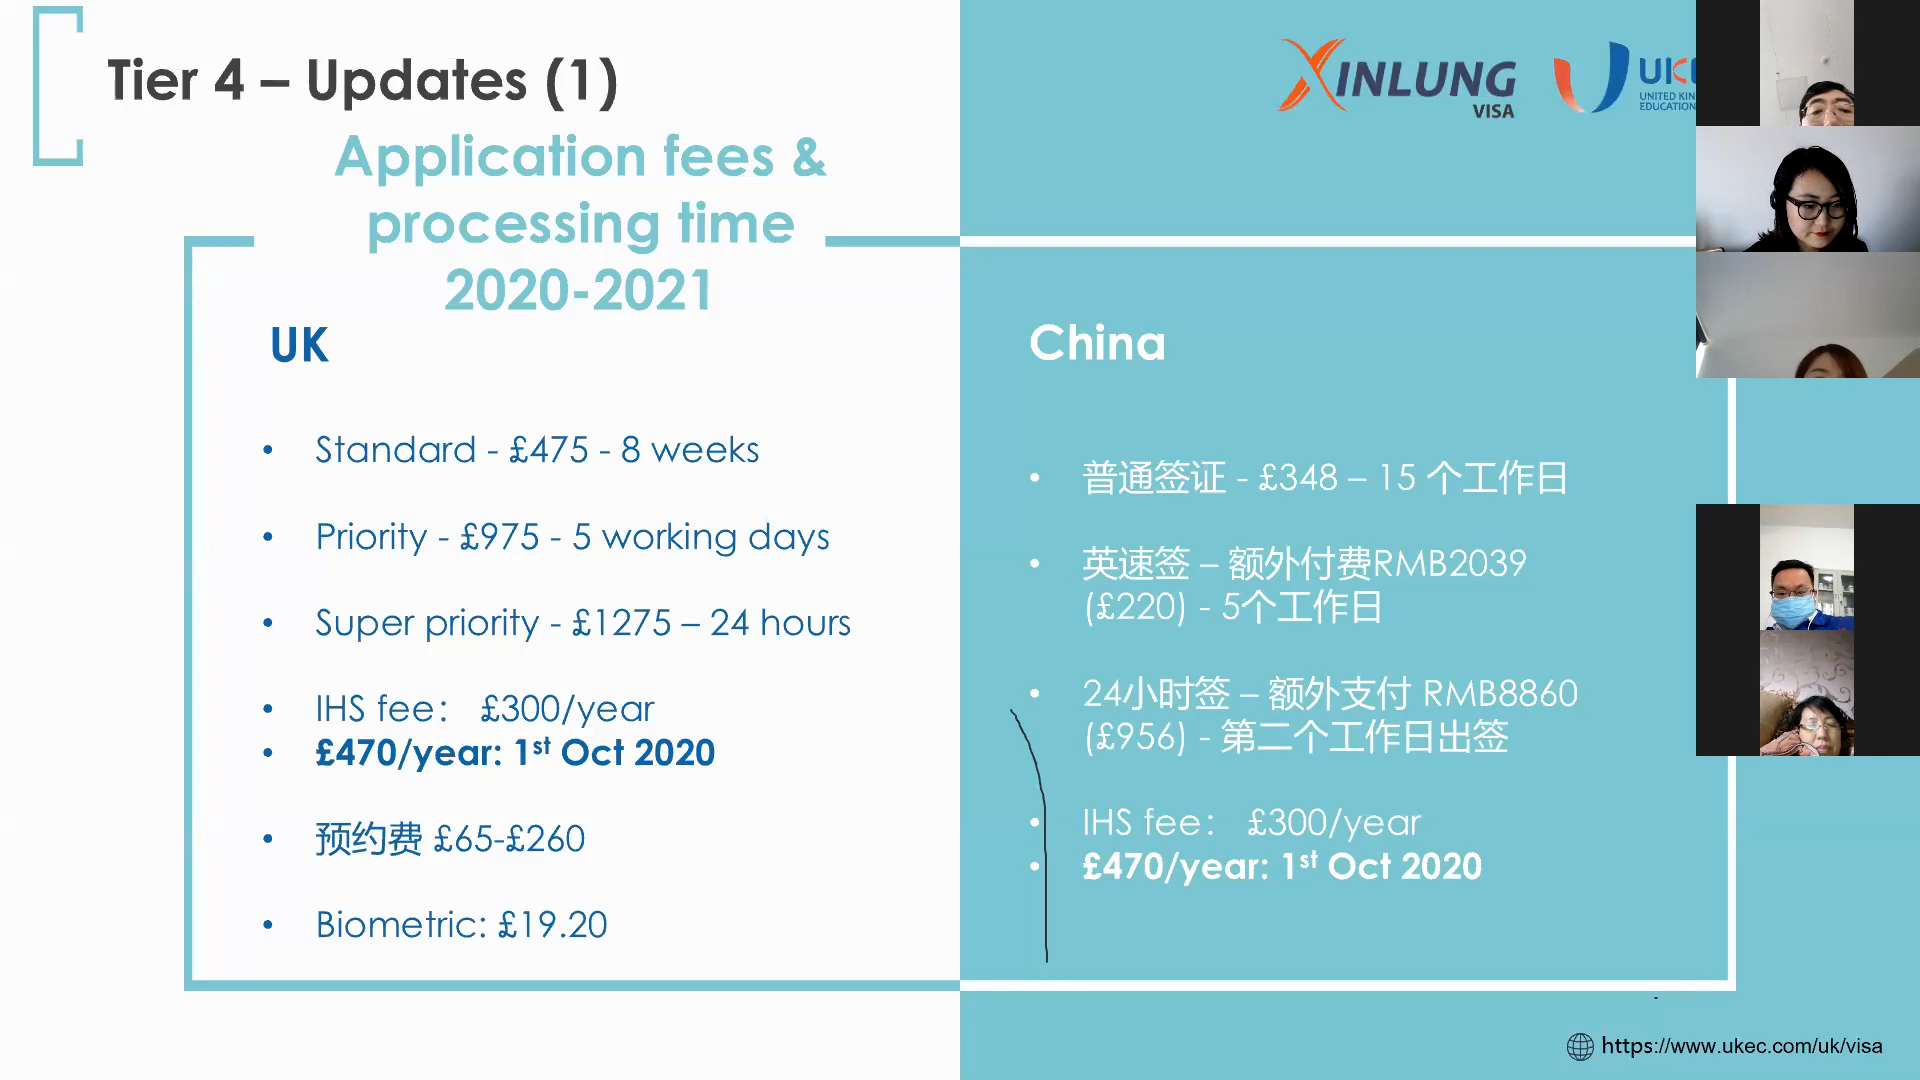 Tier 4 – Updates (1)
XINLUNG
VISA
UK
UNITED KIN
EDUCATION
Application fees &
processing time
2020-2021
UK
• Standard - £475 - 8 weeks
• Priority - £975 - 5 working days
• Super priority - £1275 – 24 hours
• IHS fee： £300/year
• £470/year: 1st Oct 2020
• 预约费 £65-£260
• Biometric: £19.20
China
• 普通签证 - £348 – 15 个工作日
• 英速签 – 额外付费RMB2039
(£220) - 5个工作日
• 24小时签 – 额外支付 RMB8860
(£956) - 第二个工作日出签
• IHS fee： £300/year
• £470/year: 1st Oct 2020
https://www.ukec.com/uk/visa